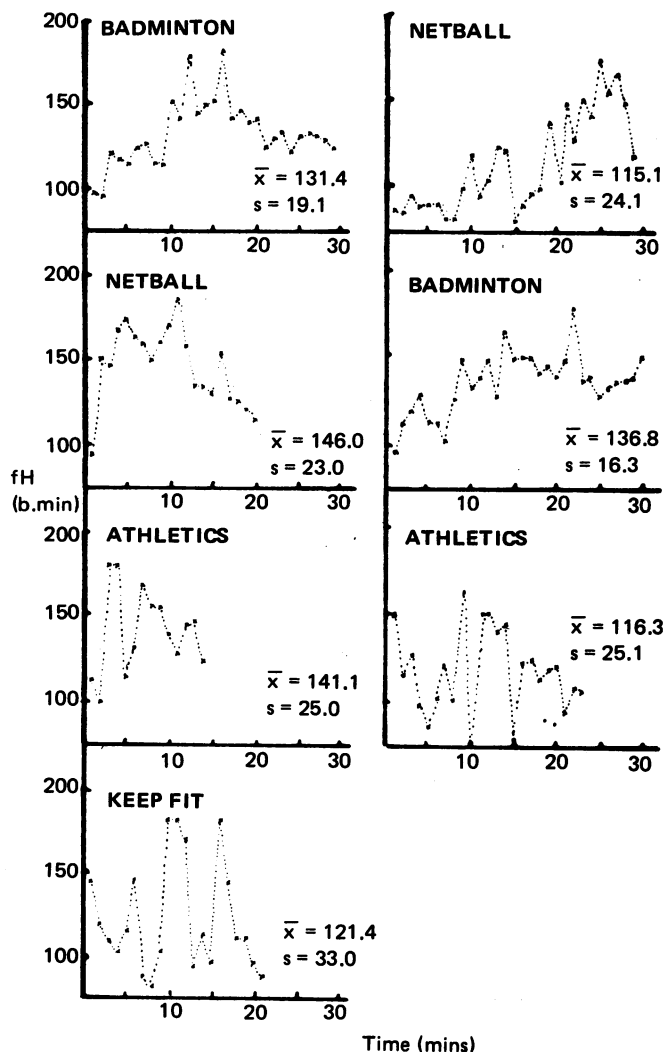 200
BADMINTON
150
100
x̄ = 131.4
s = 19.1
10 20 30
NETBALL
x̄ = 115.1
s = 24.1
10 20 30
200
NETBALL
150
100
x̄ = 146.0
s = 23.0
10 20 30
BADMINTON
x̄ = 136.8
s = 16.3
10 20 30
fH
(b.min)
200
ATHLETICS
150
100
x̄ = 141.1
s = 25.0
10 20 30
ATHLETICS
x̄ = 116.3
s = 25.1
10 20 30
200
KEEP FIT
150
100
x̄ = 121.4
s = 33.0
10 20 30
Time (mins)